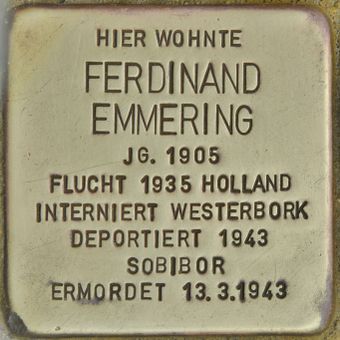 HIER WOHNTE
FERDINAND
EMMERING
JG. 1905
FLUCHT 1935 HOLLAND
INTERNIERT WESTERBORK
DEPORTIERT 1943
SOBIBOR
ERMORDET 13.3.1943